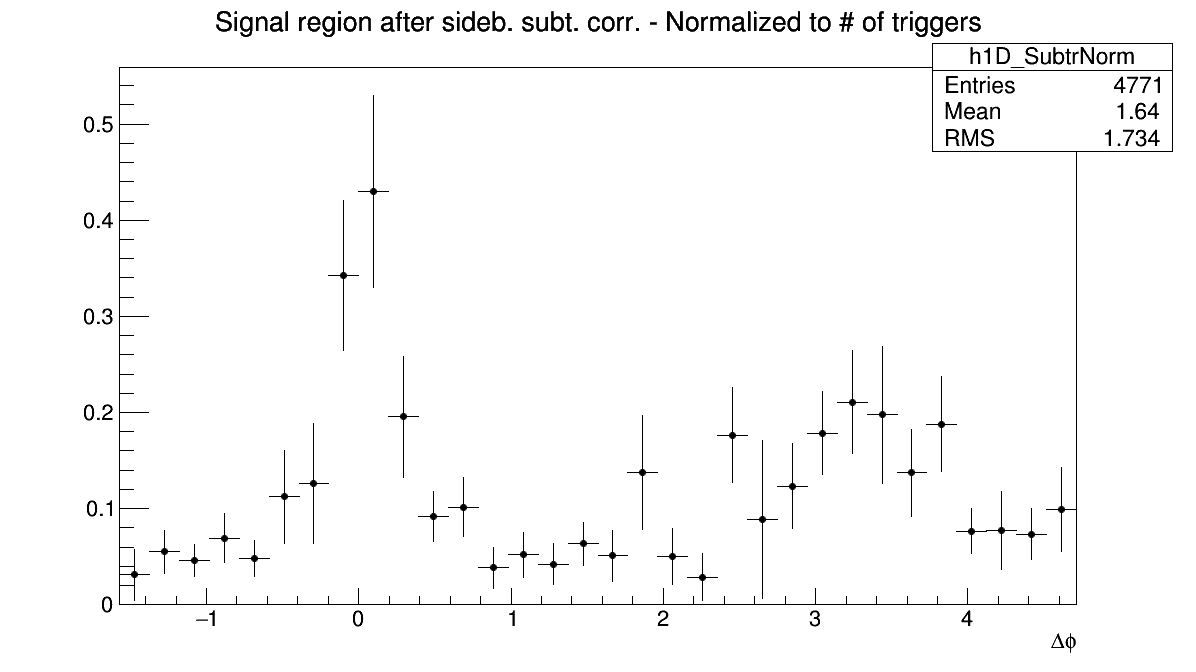 Signal region after sideb. subt. corr. - Normalized to # of triggers
h1D_SubtrNorm
Entries 4771
Mean 1.64
RMS 1.734
0.5
0.4
0.3
0.2
0.1
0
−1 0 1 2 3 4
Δϕ